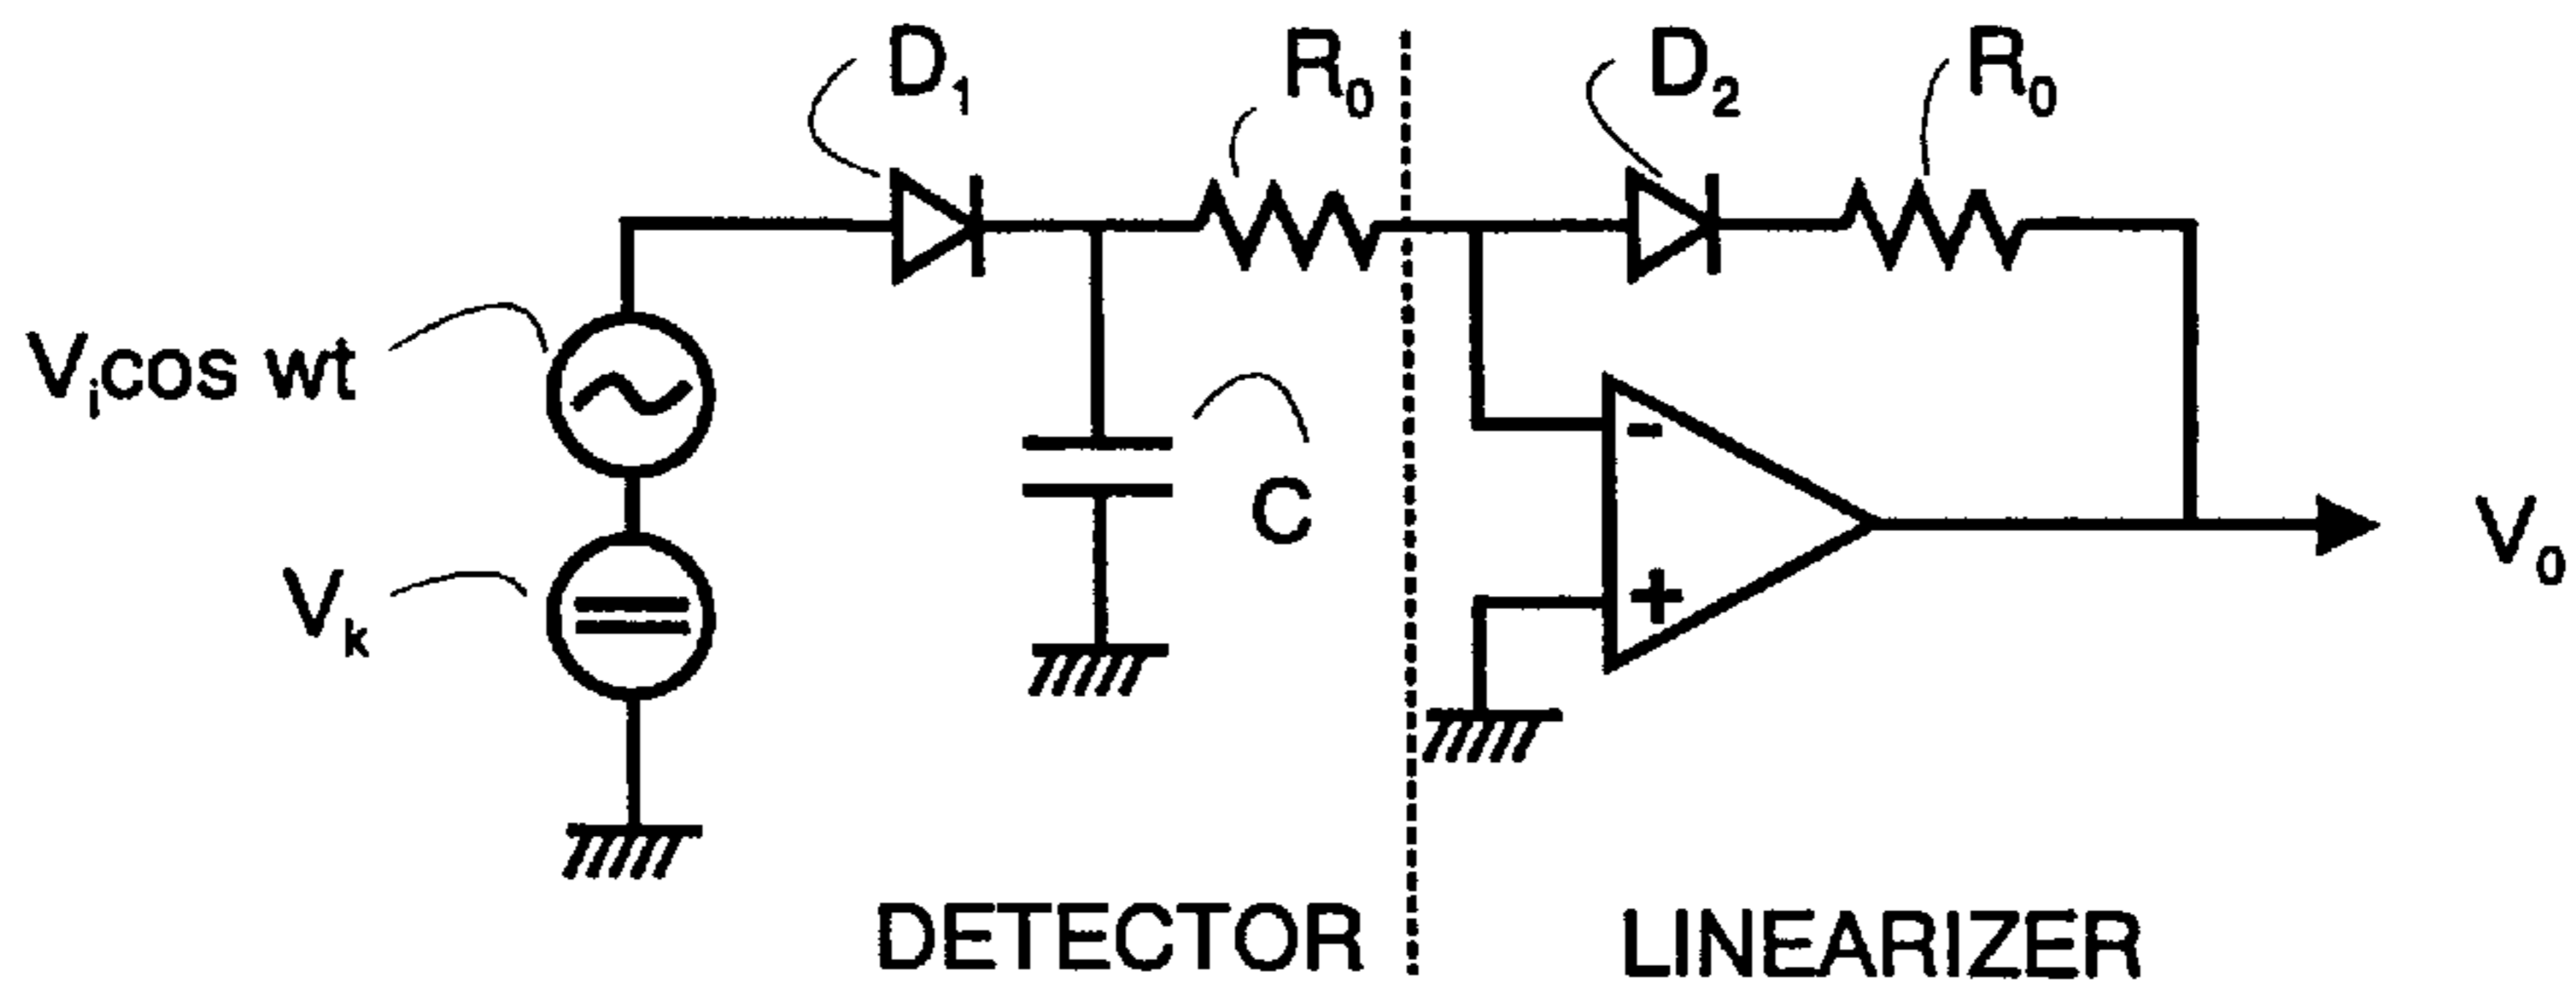 D₁
R₀
D₂
R₀
Vᵢcos wt
-
C
V₀
Vₖ
+
DETECTOR
LINEARIZER